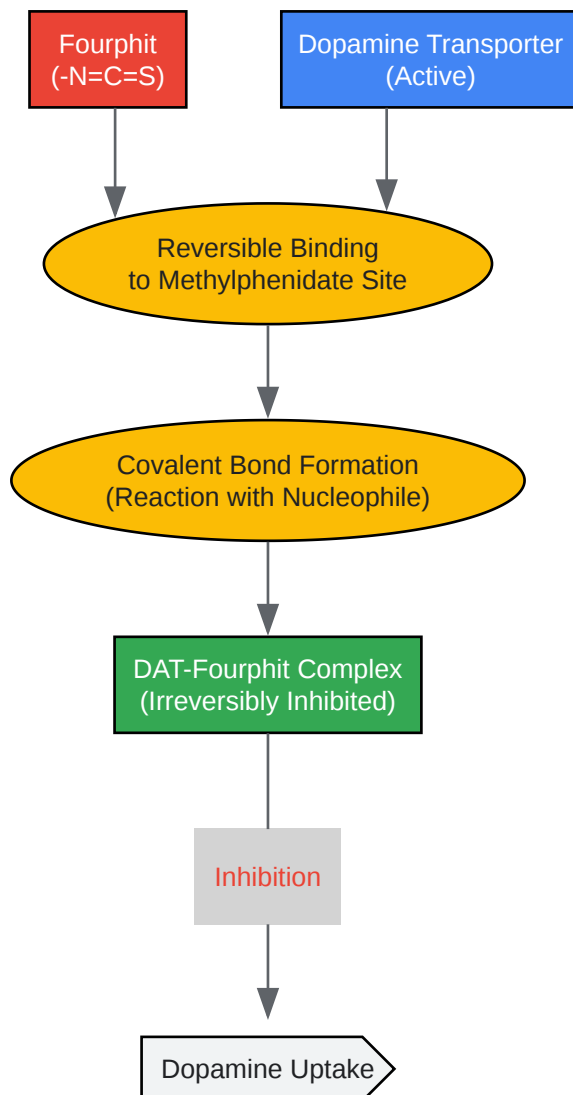 Fourphit
(-N=C=S)
Dopamine Transporter
(Active)
Reversible Binding
to Methylphenidate Site
Covalent Bond Formation
(Reaction with Nucleophile)
DAT-Fourphit Complex
(Irreversibly Inhibited)
Inhibition
Dopamine Uptake